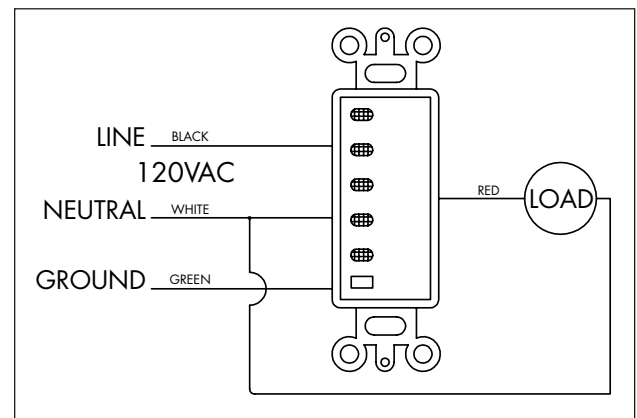 LINE BLACK
120VAC
NEUTRAL WHITE
GROUND GREEN
RED LOAD